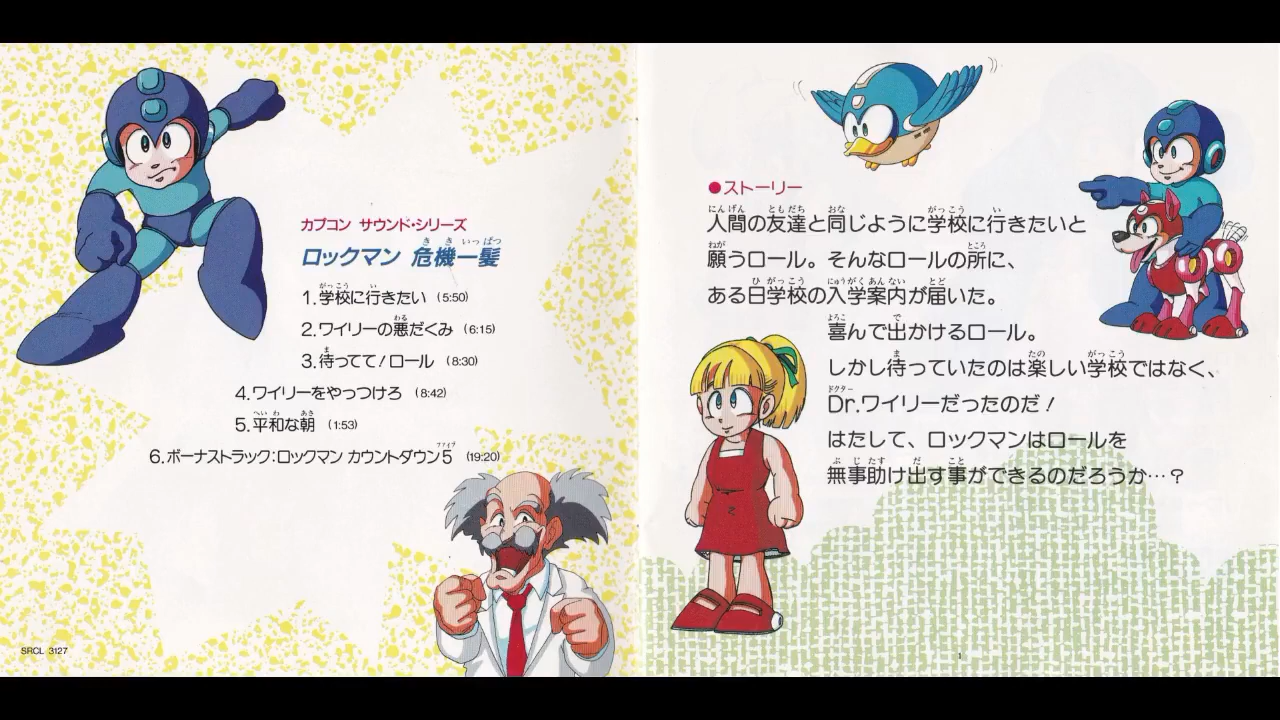 カプコン サウンド・シリーズ
ロックマン 危機一髪
1.学校に行きたい (5:50)
2.ワイリーの悪だくみ (6:15)
3.待ってて!ロール (8:30)
4.ワイリーをやっつけろ (8:42)
5.平和な朝 (1:53)
6.ボーナストラック:ロックマン カウントダウン5 (19:20)
SRCL 3127
●ストーリー
人間の友達と同じように学校に行きたいと
願うロール。そんなロールの所に、
ある日学校の入学案内が届いた。
喜んで出かけるロール。
しかし待っていたのは楽しい学校ではなく、
Dr.ワイリーだったのだ!
はたして、ロックマンはロールを
無事助け出す事ができるのだろうか…?
1